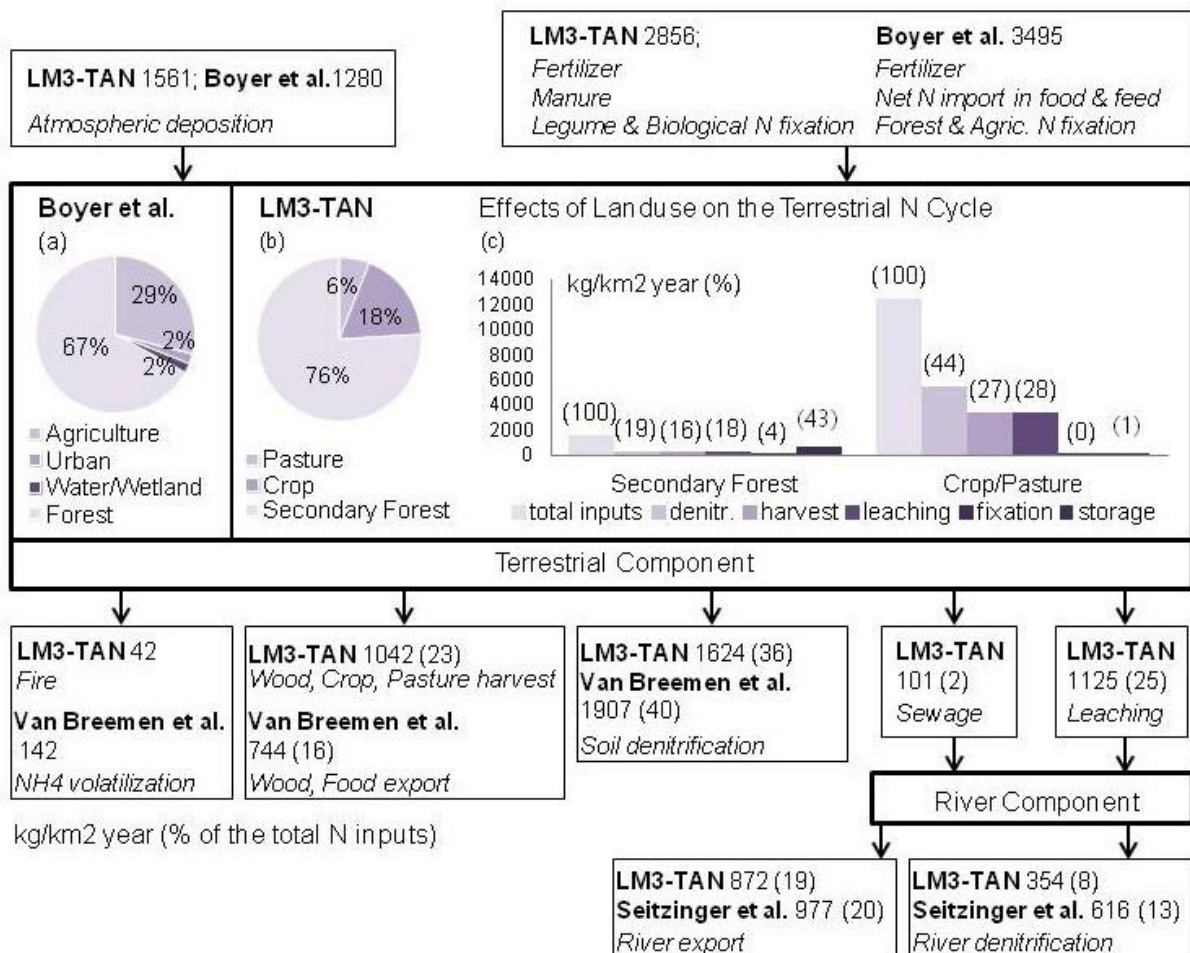 LM3-TAN 1561; Boyer et al.1280
Atmospheric deposition
LM3-TAN 2856;
Fertilizer
Manure
Legume & Biological N fixation
Boyer et al. 3495
Fertilizer
Net N import in food & feed
Forest & Agric. N fixation
Boyer et al.
(a)
29%
2%
2%
67%
Agriculture
Urban
Water/Wetland
Forest
LM3-TAN
(b)
6%
18%
76%
Pasture
Crop
Secondary Forest
Effects of Landuse on the Terrestrial N Cycle
(c)
kg/km2 year (%)
14000
12000
10000
8000
6000
4000
2000
0
(100)
(19)
(16)
(18)
(4)
(43)
(100)
(44)
(27)
(28)
(0)
(1)
Secondary Forest
Crop/Pasture
total inputs
denitr.
harvest
leaching
fixation
storage
Terrestrial Component
LM3-TAN 42
Fire
Van Breemen et al.
142
NH4 volatilization
LM3-TAN 1042 (23)
Wood, Crop, Pasture harvest
Van Breemen et al.
744 (16)
Wood, Food export
LM3-TAN 1624 (36)
Van Breemen et al.
1907 (40)
Soil denitrification
LM3-TAN
101 (2)
Sewage
LM3-TAN
1125 (25)
Leaching
River Component
kg/km2 year (% of the total N inputs)
LM3-TAN 872 (19)
Seitzinger et al. 977 (20)
River export
LM3-TAN 354 (8)
Seitzinger et al. 616 (13)
River denitrification